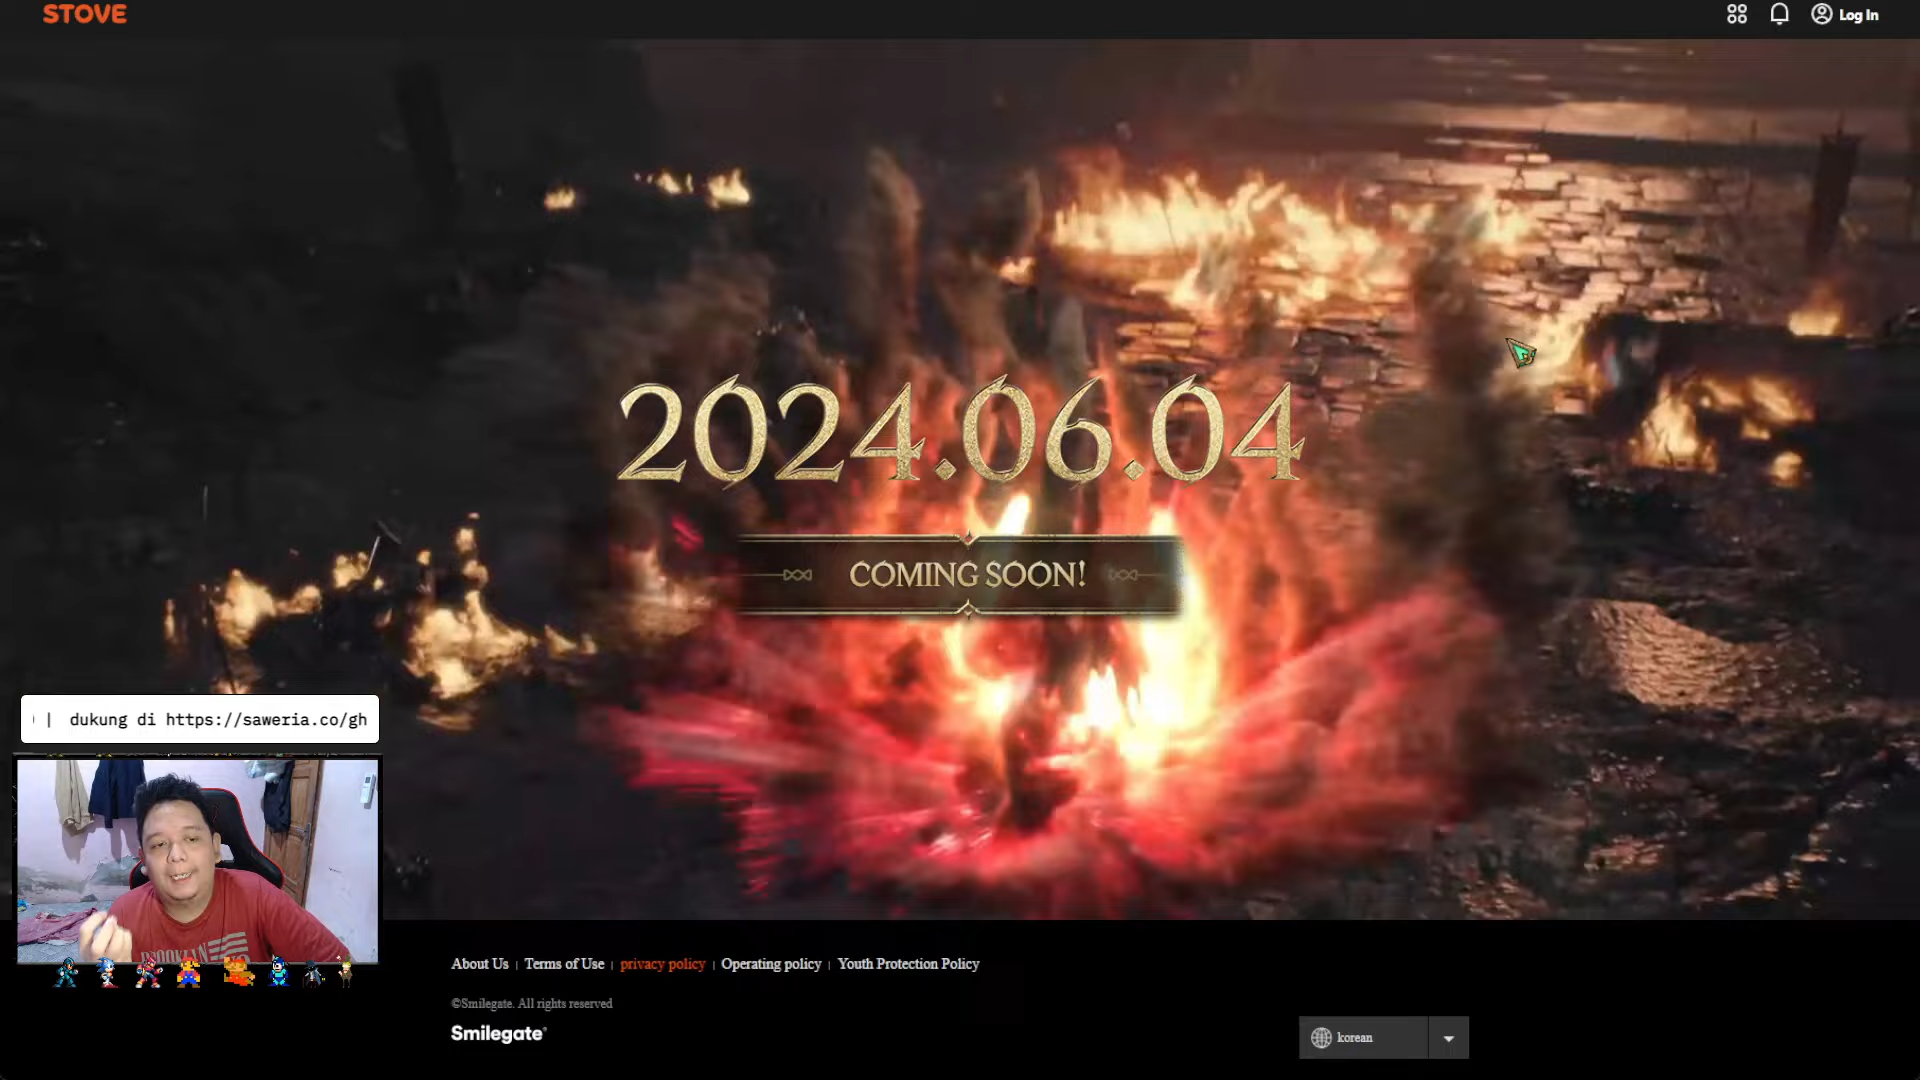 STOVE
Log In
2024.06.04
COMING SOON!
| dukung di https://saweria.co/gh
About Us | Terms of Use | privacy policy | Operating policy | Youth Protection Policy
©Smilegate. All rights reserved
Smilegate
korean